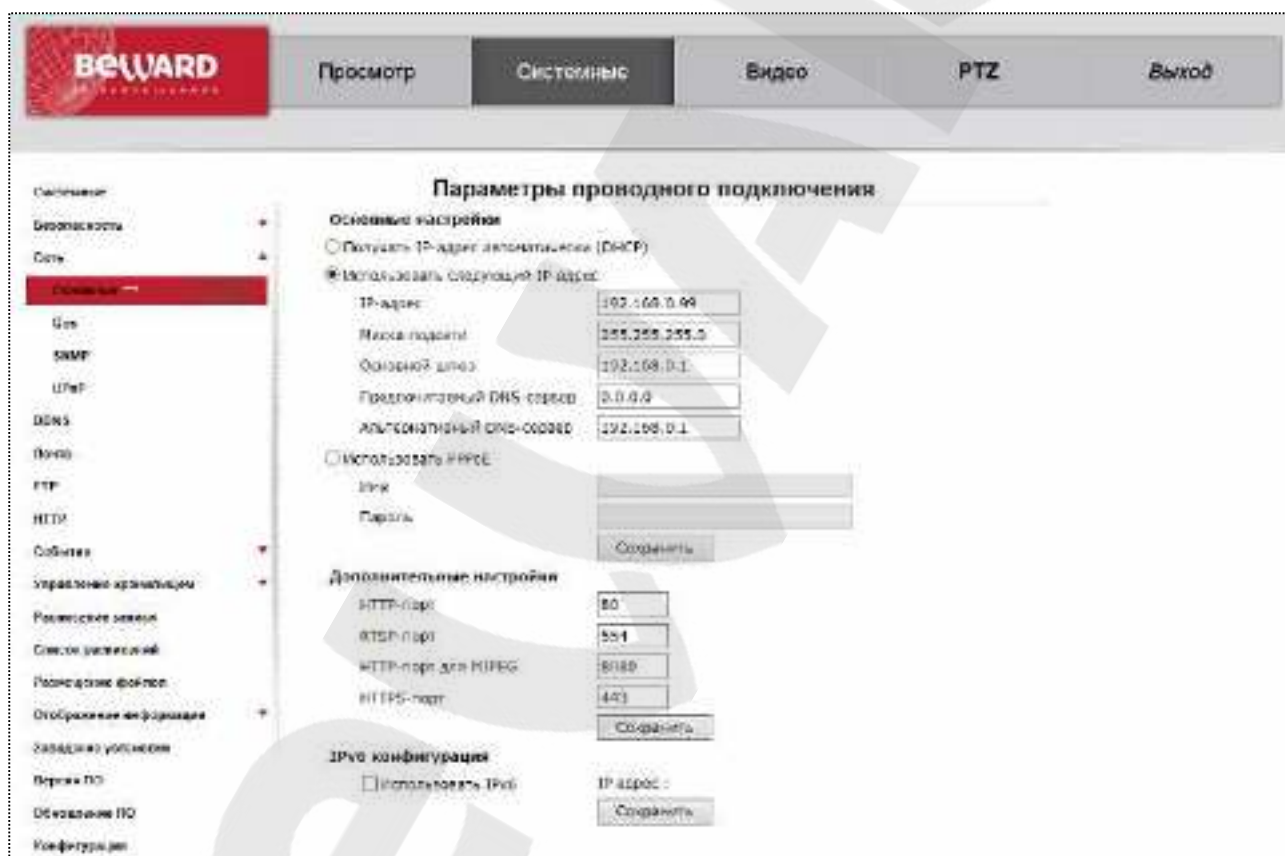 BEWARD
Просмотр Системные Видео PTZ Выход
Параметры проводного подключения
Системные
Безопасность
Сеть
Основные
QoS
SNMP
UPnP
DDNS
Почта
FTP
HTTP
События
Управление хранилищем
Размещение записи
Список расписаний
Размещение файлов
Отображение информации
Заводские установки
Версия ПО
Обновление ПО
Конфигурация
Основные настройки
Получать IP-адрес автоматически (DHCP)
Использовать следующий IP адрес
IP-адрес 192.168.0.99
Маска подсети 255.255.255.0
Основной шлюз 192.168.0.1
Предпочитаемый DNS-сервер 0.0.0.0
Альтернативный DNS-сервер 192.168.0.1
Использовать PPPoE
Имя
Пароль
Сохранить
Дополнительные настройки
HTTP-порт 80
RTSP-порт 554
HTTP-порт для MJPEG 8080
HTTPS-порт 443
Сохранить
IPv6 конфигурация
Использовать IPv6 IP адрес :
Сохранить